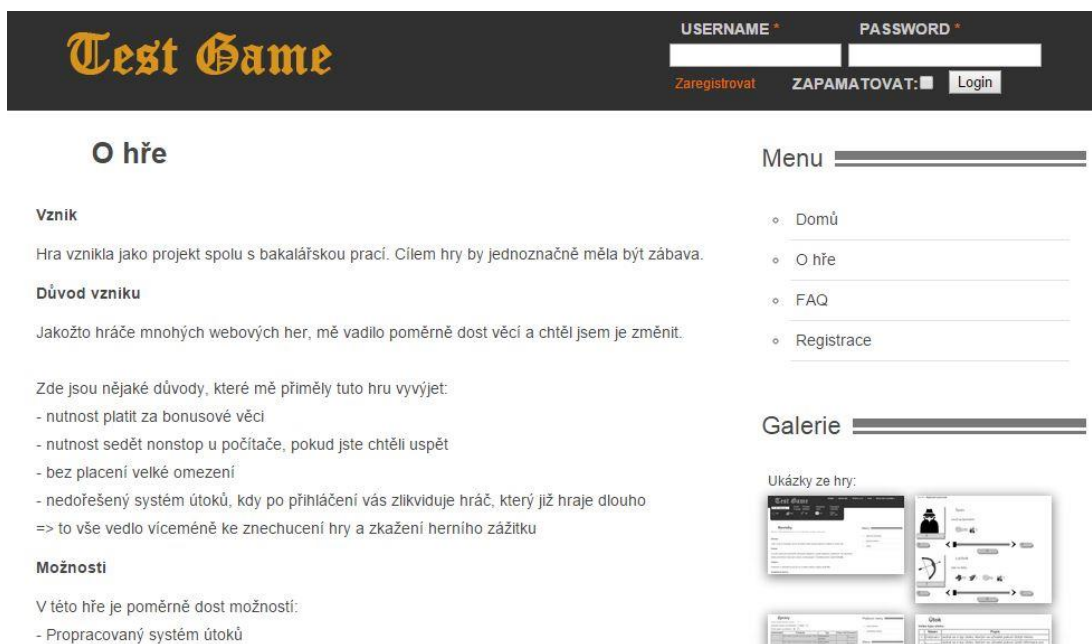 Test Game
USERNAME * PASSWORD *
Zaregistrovat ZAPAMATOVAT: Login
O hře
Vznik
Hra vznikla jako projekt spolu s bakalářskou prací. Cílem hry by jednoznačně měla být zábava.
Důvod vzniku
Jakožto hráče mnohých webových her, mě vadilo poměrně dost věcí a chtěl jsem je změnit.
Zde jsou nějaké důvody, které mě přiměly tuto hru vyvýjet:
- nutnost platit za bonusové věci
- nutnost sedět nonstop u počítače, pokud jste chtěli uspět
- bez placení velké omezení
- nedořešený systém útoků, kdy po přihláčení vás zlikviduje hráč, který již hraje dlouho
=> to vše vedlo víceméně ke znechucení hry a zkažení herního zážitku
Možnosti
V této hře je poměrně dost možností:
- Propracovaný systém útoků
Menu
Domů
O hře
FAQ
Registrace
Galerie
Ukázky ze hry:
Test Game
Útok